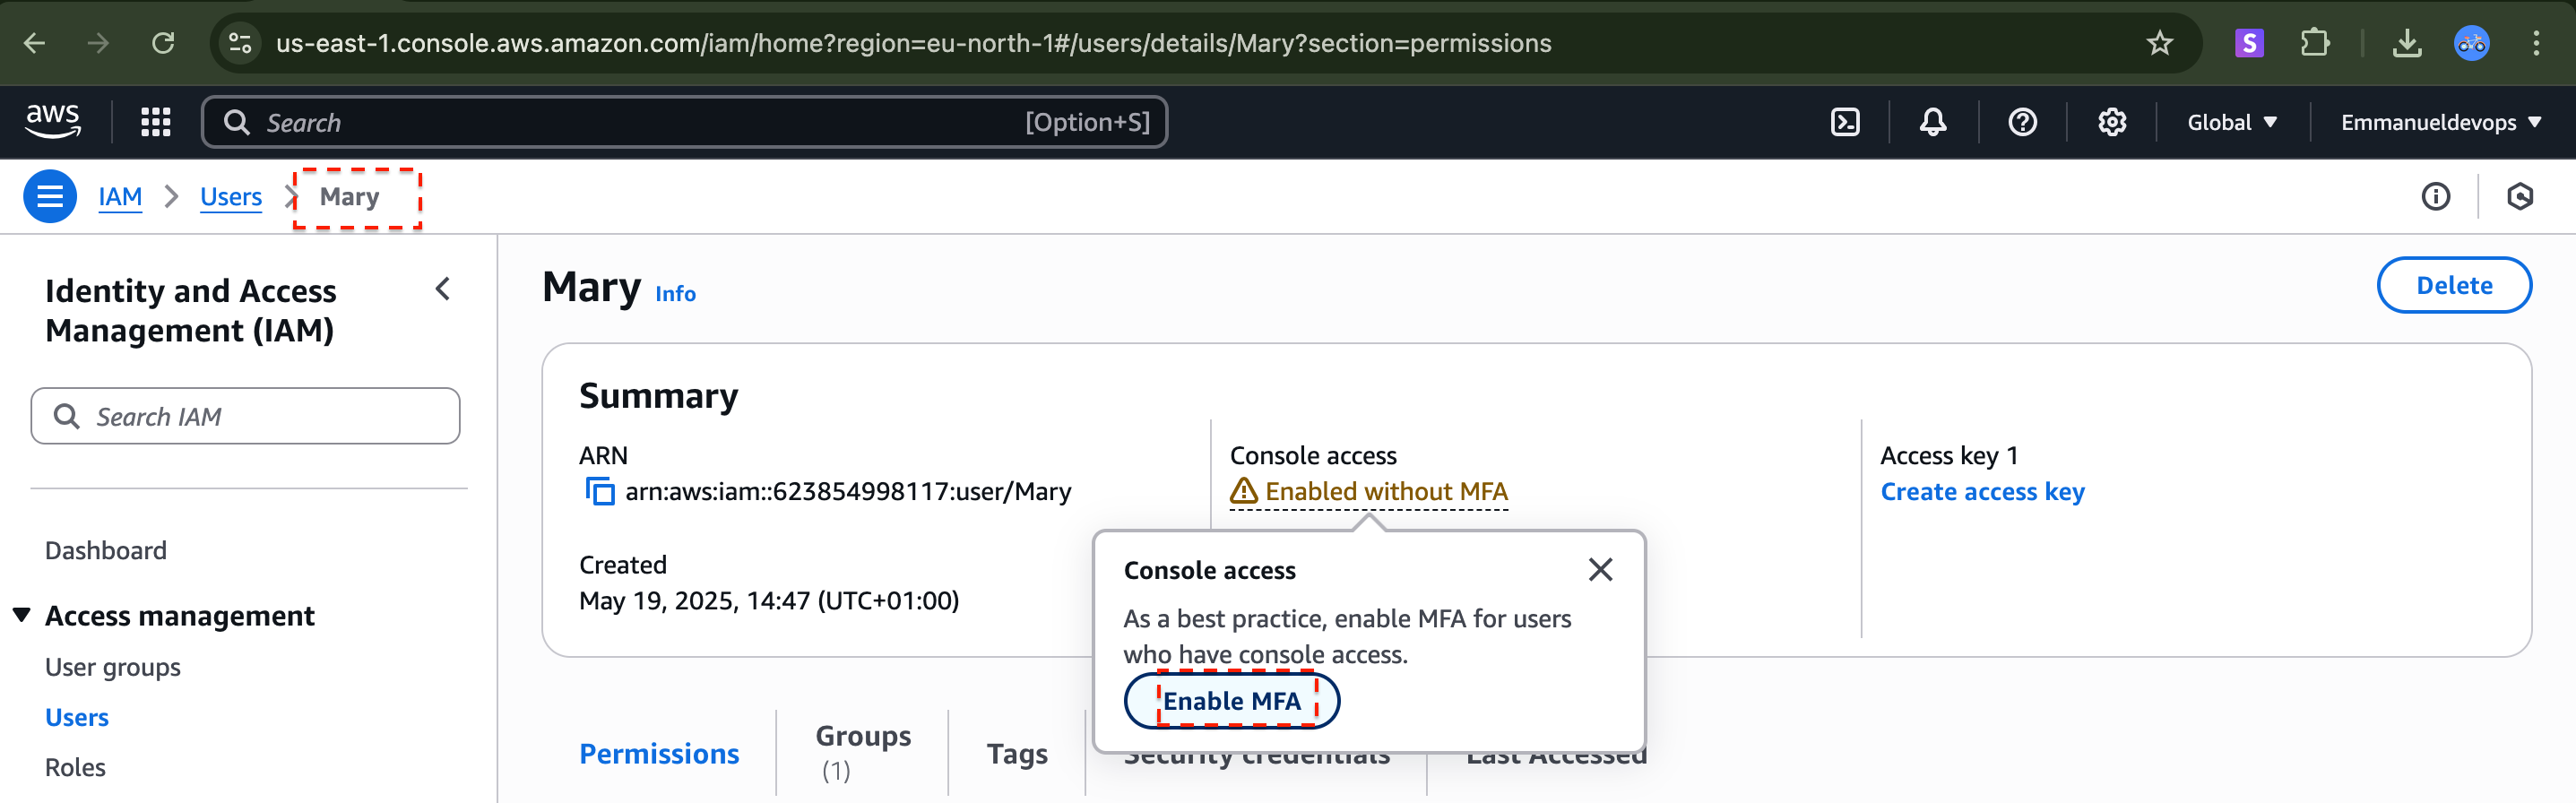 us-east-1.console.aws.amazon.com/iam/home?region=eu-north-1#/users/details/Mary?section=permissions
S
aws
Search
[Option+S]
Global
Emmanueldevops
IAM
Users
Mary
Identity and Access
Management (IAM)
Search IAM
Dashboard
Access management
User groups
Users
Roles
Mary Info
Delete
Summary
ARN
arn:aws:iam::623854998117:user/Mary
Created
May 19, 2025, 14:47 (UTC+01:00)
Console access
Enabled without MFA
Access key 1
Create access key
Console access
As a best practice, enable MFA for users
who have console access.
Enable MFA
Permissions
Groups
(1)
Tags
Security credentials
Last Accessed